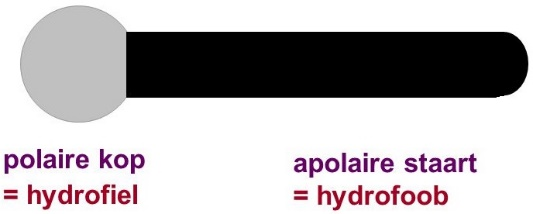 polaire kop
= hydrofiel
apolaire staart
= hydrofoob